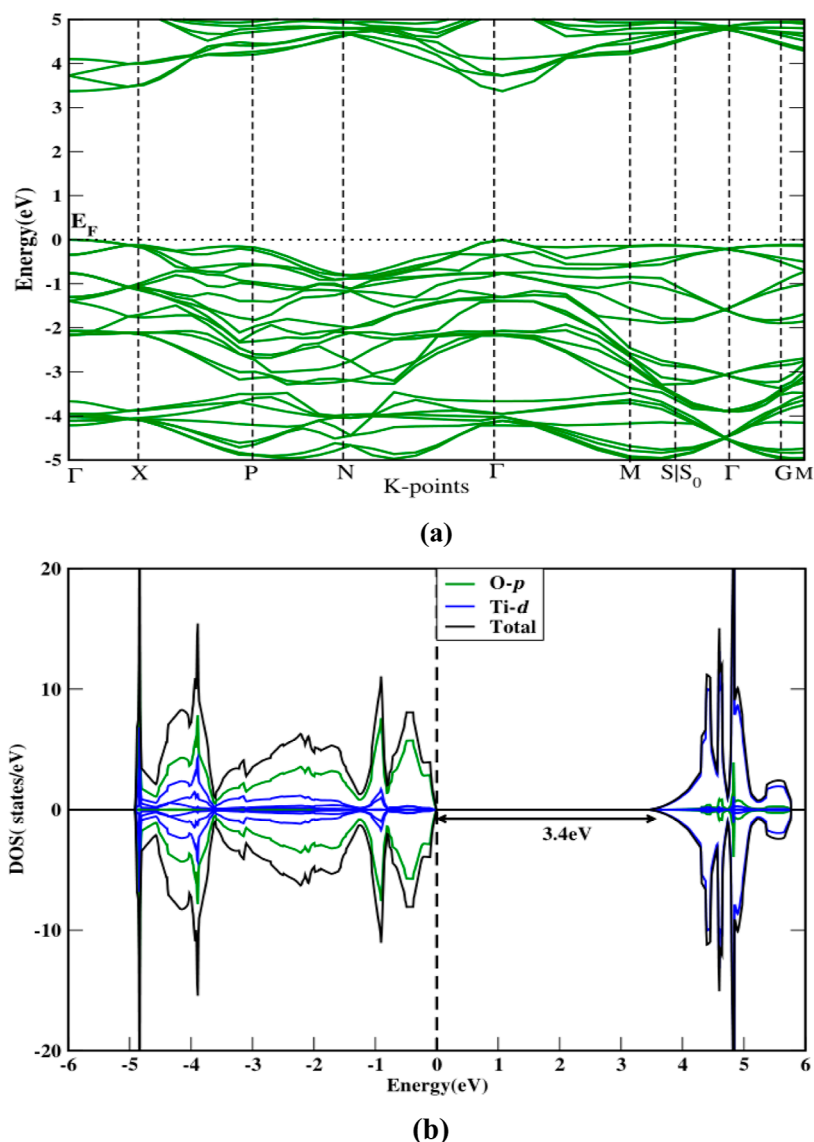 5
4
3
2
1
E_F
0
-1
-2
-3
-4
-5
Energy(eV)
Γ X P N Γ M S|S₀ Γ G M
K-points
(a)
20
10
0
-10
-20
DOS( states/eV)
O-p
Ti-d
Total
3.4eV
-6 -5 -4 -3 -2 -1 0 1 2 3 4 5 6
Energy(eV)
(b)